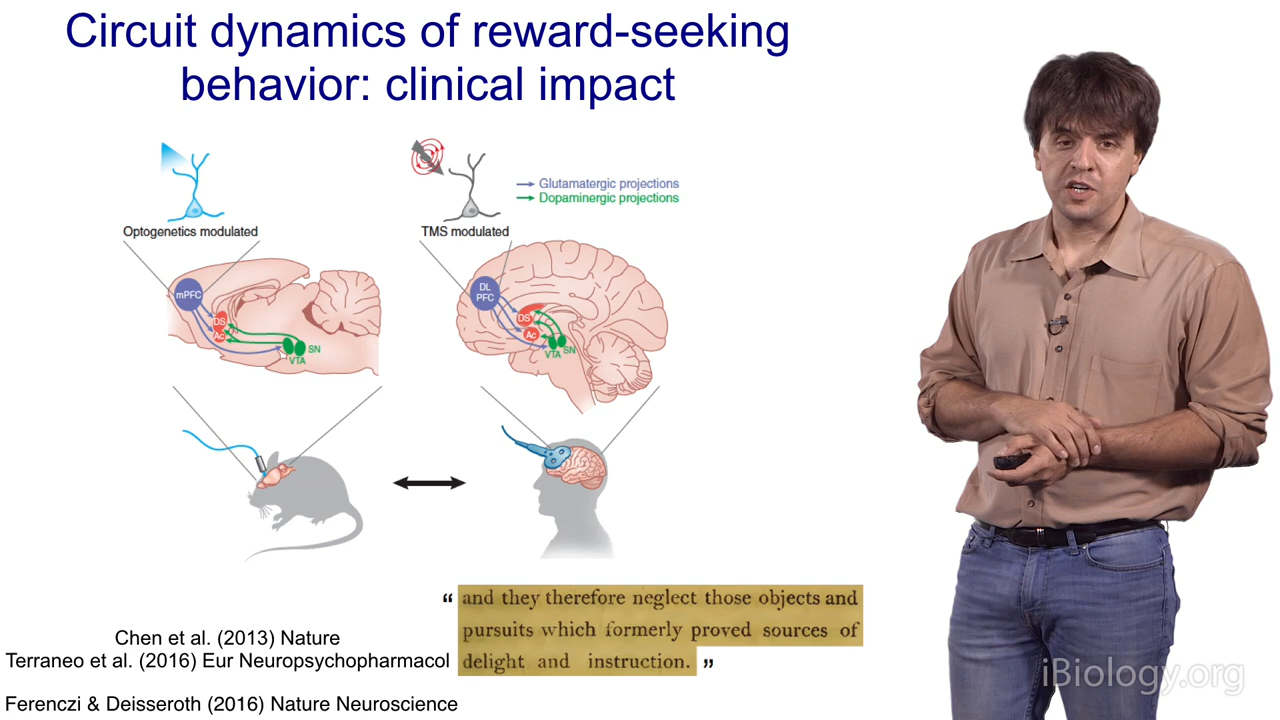 Circuit dynamics of reward-seeking
behavior: clinical impact
Optogenetics modulated
TMS modulated
Glutamatergic projections
Dopaminergic projections
mPFC
DS
Ac
VTA
SN
DL
PFC
DS
Ac
VTA
SN
“ and they therefore neglect those objects and
pursuits which formerly proved sources of
delight and instruction. ”
Chen et al. (2013) Nature
Terraneo et al. (2016) Eur Neuropsychopharmacol
Ferenczi & Deisseroth (2016) Nature Neuroscience
iBiology.org